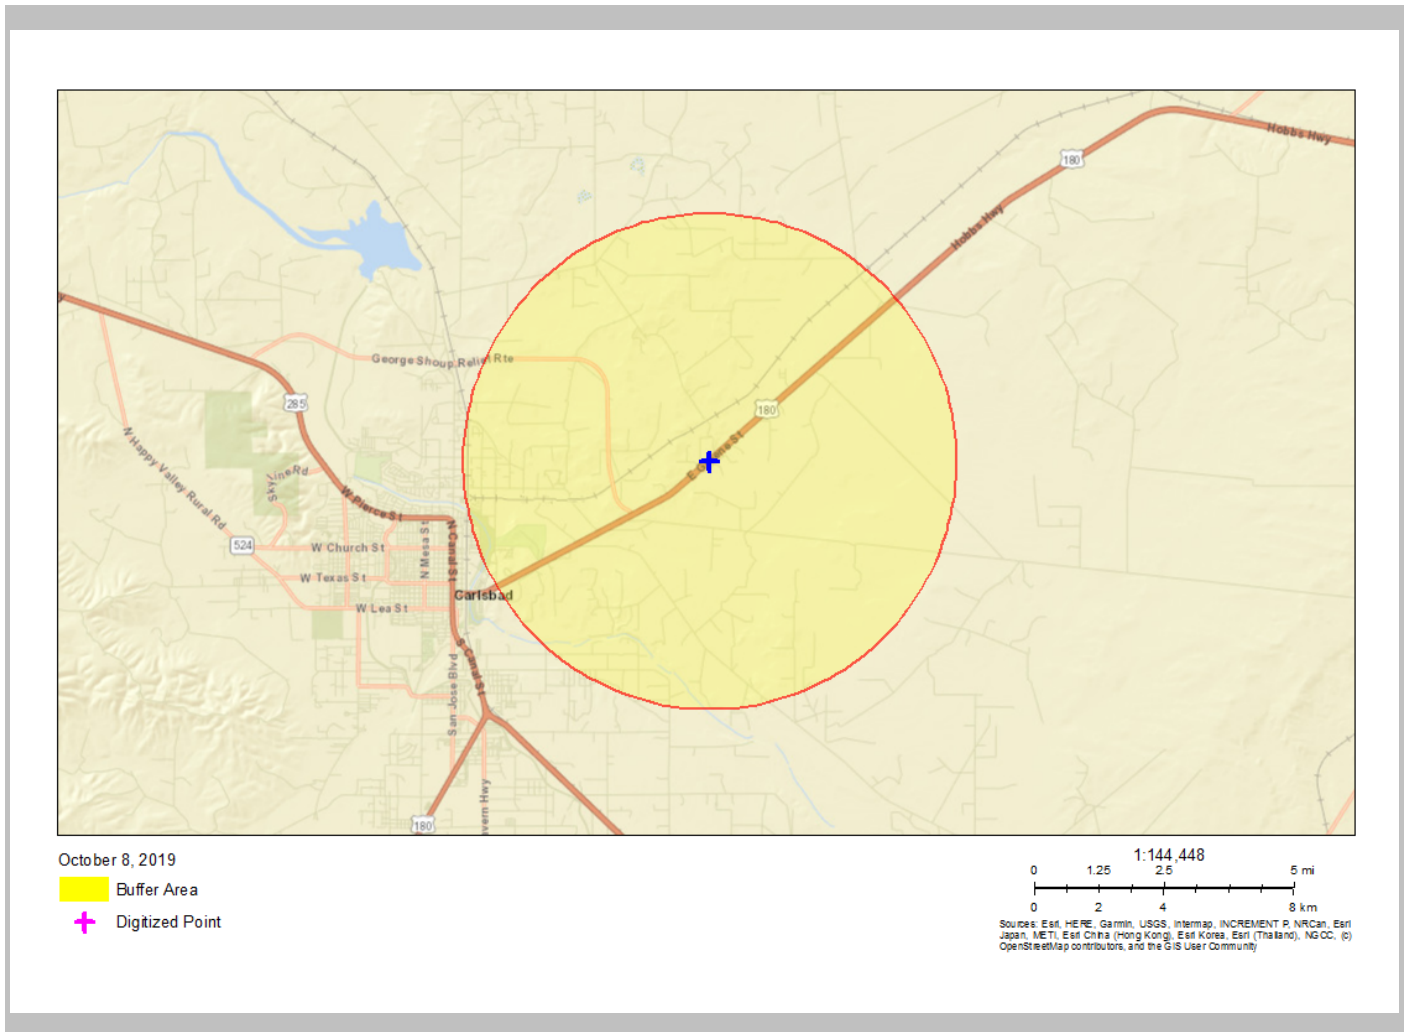 Hobbs Hwy
180
Hobbs Hwy
George Shoup Relief Rte
285
180
E Greene St
N Happy Valley Rural Rd
Skyline Rd
W Pierce St
524
W Church St
N Mesa St
N Canal St
W Texas St
Carlsbad
W Lea St
S Canal St
San Jose Blvd
180
vern Hwy
October 8, 2019
Buffer Area
Digitized Point
1:144,448
0 1.25 2.5 5 mi
0 2 4 8 km
Sources: Esri, HERE, Garmin, USGS, Intermap, INCREMENT P, NRCan, Esri
Japan, METI, Esri China (Hong Kong), Esri Korea, Esri (Thailand), NGCC, (c)
OpenStreetMap contributors, and the GIS User Community